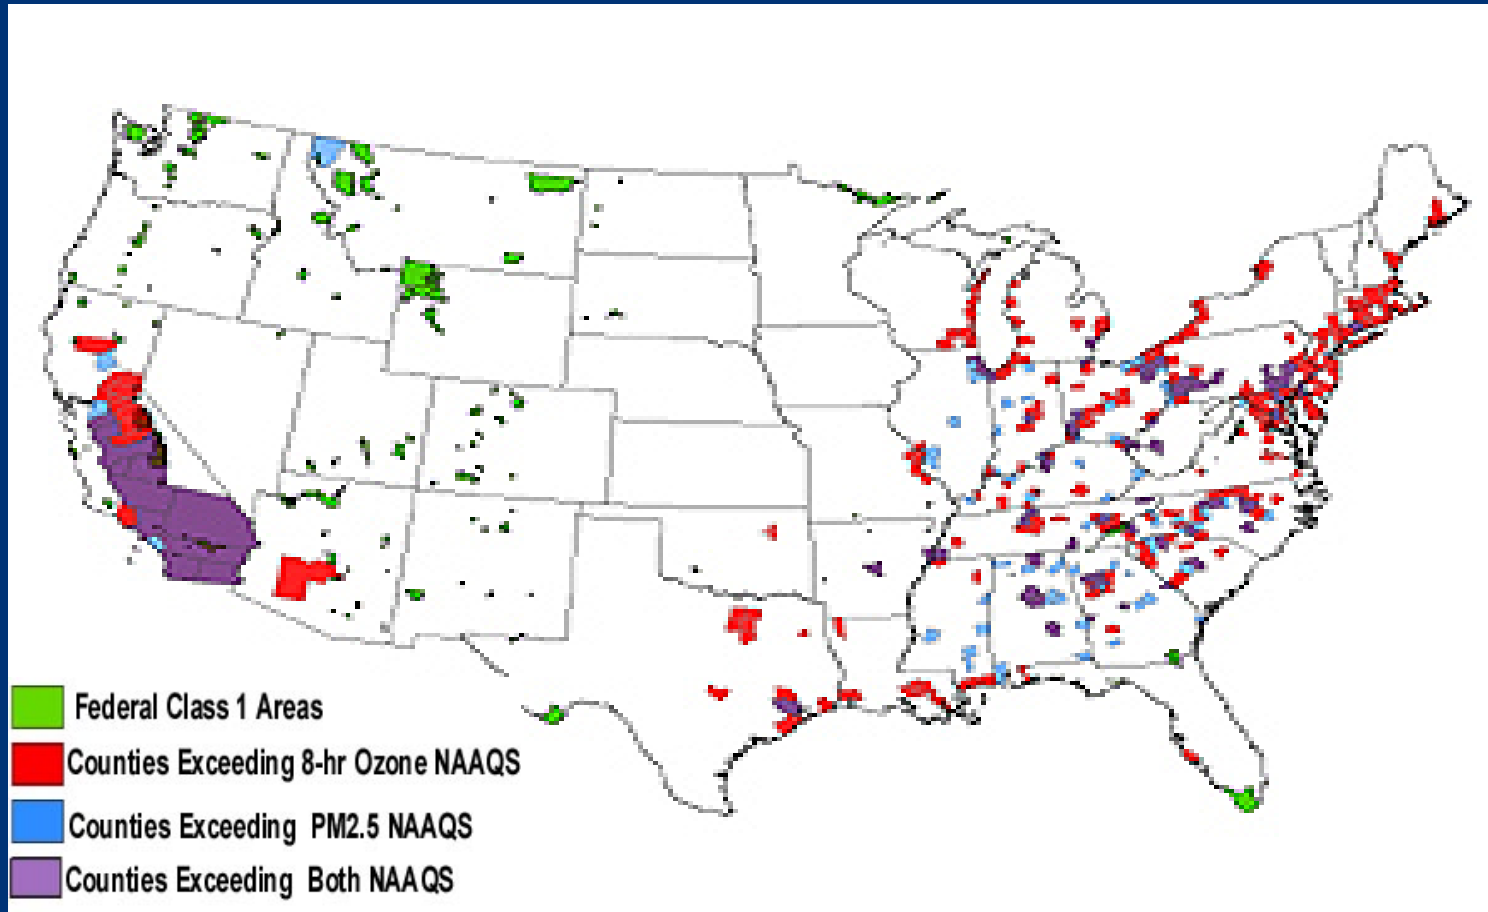 Federal Class 1 Areas
Counties Exceeding 8-hr Ozone NAAQS
Counties Exceeding PM2.5 NAAQS
Counties Exceeding Both NAAQS